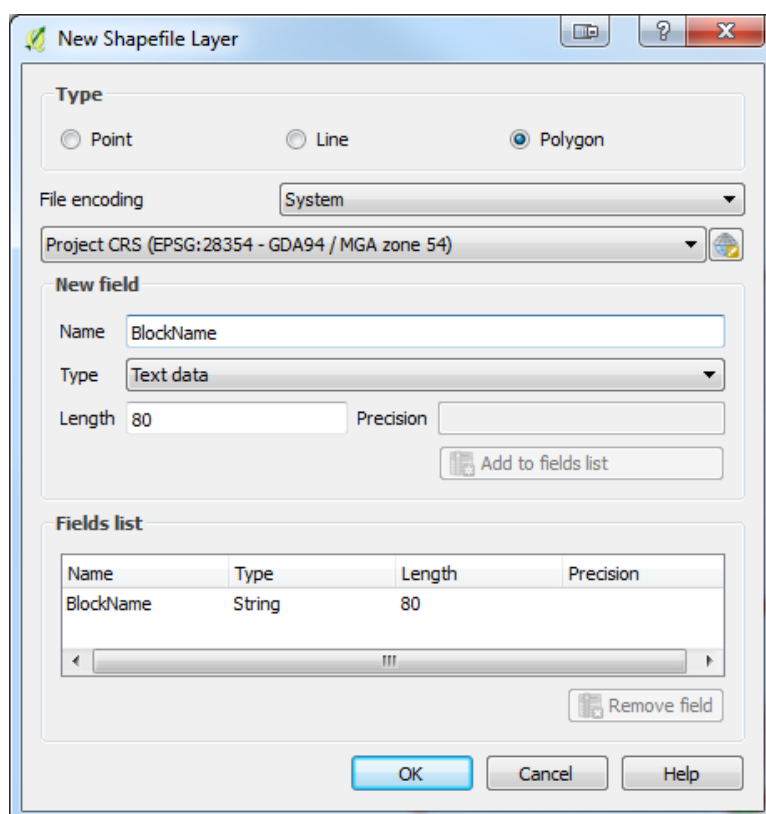 New Shapefile Layer
Type
Point Line Polygon
File encoding System
Project CRS (EPSG:28354 - GDA94 / MGA zone 54)
New field
Name BlockName
Type Text data
Length 80 Precision
Add to fields list
Fields list
Name Type Length Precision
BlockName String 80
Remove field
OK Cancel Help